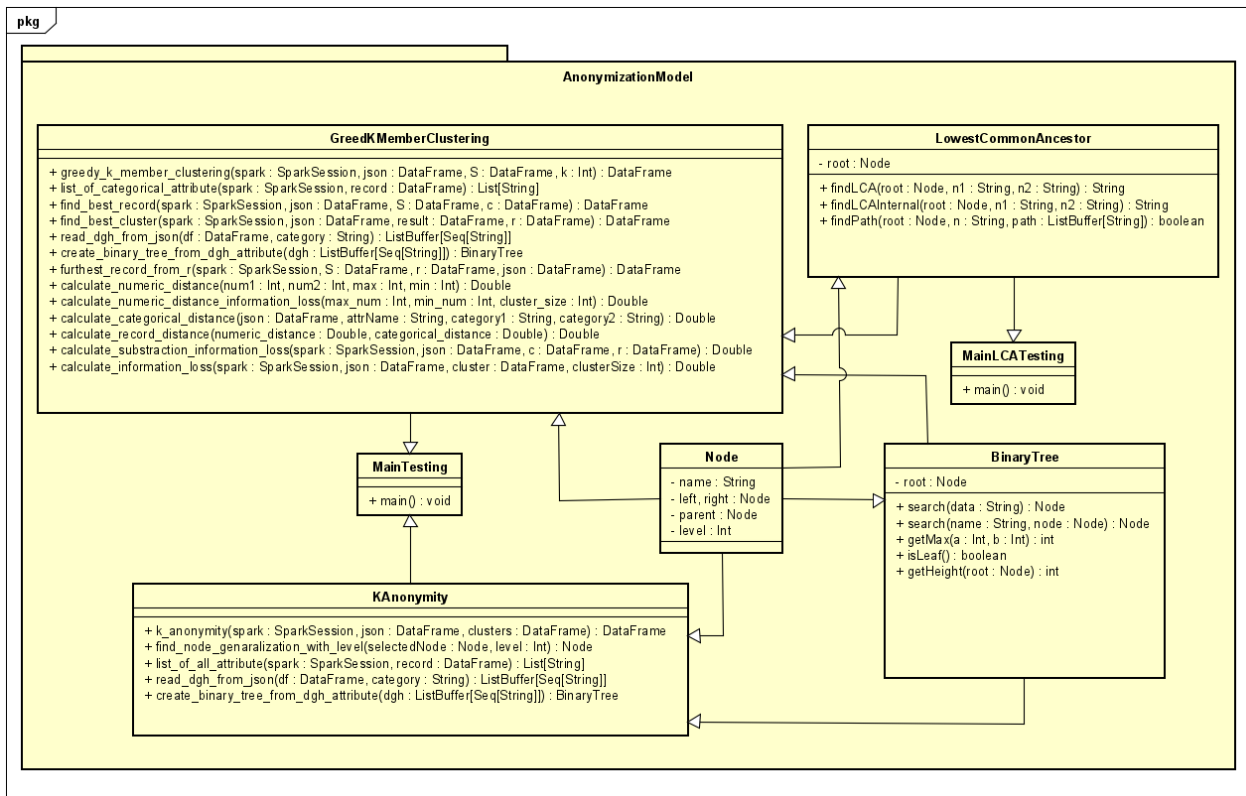 pkg
AnonymizationModel
GreedKMemberClustering
+ greedy_k_member_clustering(spark : SparkSession, json : DataFrame, S : DataFrame, k : Int) : DataFrame
+ list_of_categorical_attribute(spark : SparkSession, record : DataFrame) : List[String]
+ find_best_record(spark : SparkSession, json : DataFrame, S : DataFrame, c : DataFrame) : DataFrame
+ find_best_cluster(spark : SparkSession, json : DataFrame, result : DataFrame, r : DataFrame) : DataFrame
+ read_dgh_from_json(df : DataFrame, category : String) : ListBuffer[Seq[String]]
+ create_binary_tree_from_dgh_attribute(dgh : ListBuffer[Seq[String]]) : BinaryTree
+ furthest_record_from_r(spark : SparkSession, S : DataFrame, r : DataFrame, json : DataFrame) : DataFrame
+ calculate_numeric_distance(num1 : Int, num2 : Int, max : Int, min : Int) : Double
+ calculate_numeric_distance_information_loss(max_num : Int, min_num : Int, cluster_size : Int) : Double
+ calculate_categorical_distance(json : DataFrame, attrName : String, category1 : String, category2 : String) : Double
+ calculate_record_distance(numeric_distance : Double, categorical_distance : Double) : Double
+ calculate_substraction_information_loss(spark : SparkSession, json : DataFrame, c : DataFrame, r : DataFrame) : Double
+ calculate_information_loss(spark : SparkSession, json : DataFrame, cluster : DataFrame, clusterSize : Int) : Double
LowestCommonAncestor
- root : Node
+ findLCA(root : Node, n1 : String, n2 : String) : String
+ findLCAInternal(root : Node, n1 : String, n2 : String) : String
+ findPath(root : Node, n : String, path : ListBuffer[String]) : boolean
MainLCATesting
+ main() : void
MainTesting
+ main() : void
Node
- name : String
- left, right : Node
- parent : Node
- level : Int
BinaryTree
- root : Node
+ search(data : String) : Node
+ search(name : String, node : Node) : Node
+ getMax(a : Int, b : Int) : int
+ isLeaf() : boolean
+ getHeight(root : Node) : int
KAnonymity
+ k_anonymity(spark : SparkSession, json : DataFrame, clusters : DataFrame) : DataFrame
+ find_node_genaralization_with_level(selectedNode : Node, level : Int) : Node
+ list_of_all_attribute(spark : SparkSession, record : DataFrame) : List[String]
+ read_dgh_from_json(df : DataFrame, category : String) : ListBuffer[Seq[String]]
+ create_binary_tree_from_dgh_attribute(dgh : ListBuffer[Seq[String]]) : BinaryTree